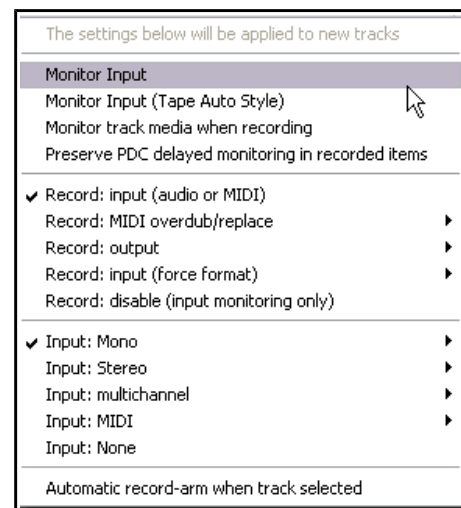 The settings below will be applied to new tracks
Monitor Input
Monitor Input (Tape Auto Style)
Monitor track media when recording
Preserve PDC delayed monitoring in recorded items
Record: input (audio or MIDI)
Record: MIDI overdub/replace
Record: output
Record: input (force format)
Record: disable (input monitoring only)
Input: Mono
Input: Stereo
Input: multichannel
Input: MIDI
Input: None
Automatic record-arm when track selected